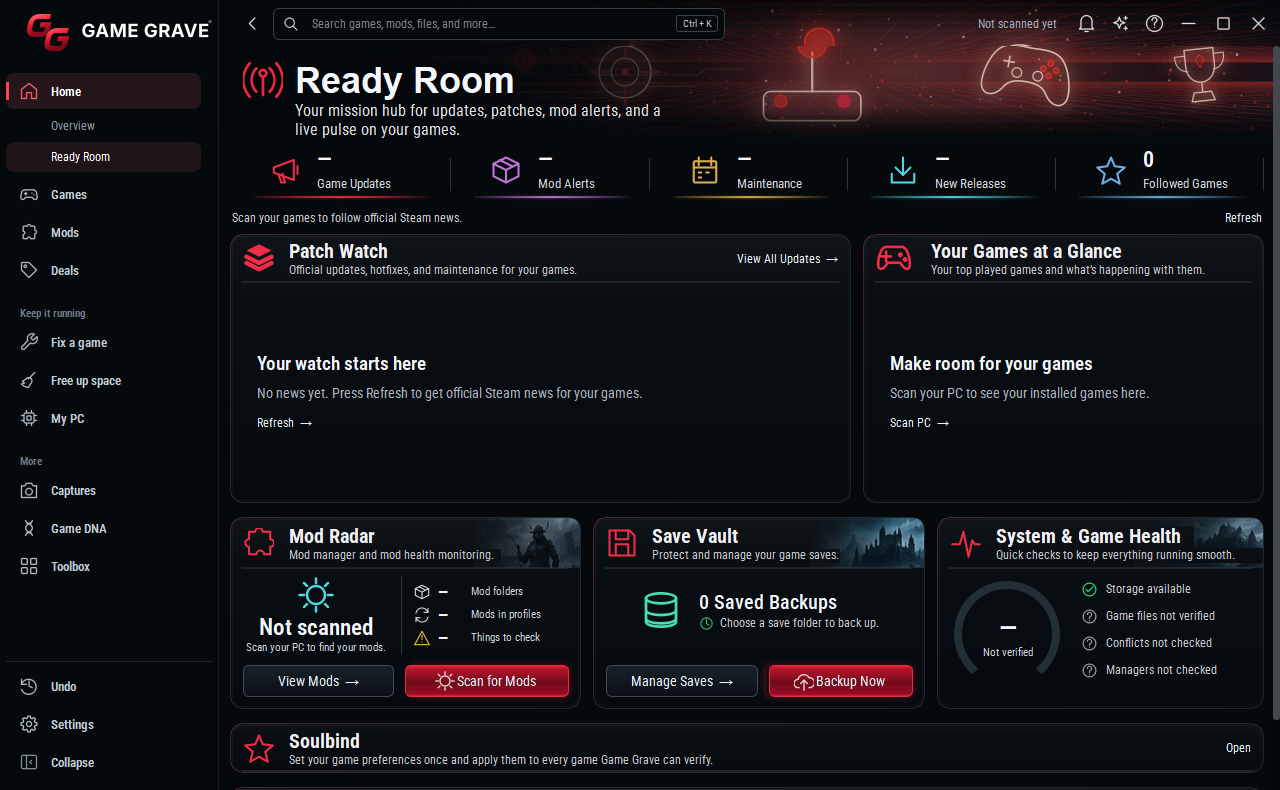 GG GAME GRAVE
Search games, mods, files, and more...
Ctrl + K
Not scanned yet
Home
Overview
Ready Room
Games
Mods
Deals
Keep it running
Fix a game
Free up space
My PC
More
Captures
Game DNA
Toolbox
Undo
Settings
Collapse
Ready Room
Your mission hub for updates, patches, mod alerts, and a
live pulse on your games.
– Game Updates
– Mod Alerts
– Maintenance
– New Releases
0 Followed Games
Scan your games to follow official Steam news.
Refresh
Patch Watch
Official updates, hotfixes, and maintenance for your games.
View All Updates →
Your watch starts here
No news yet. Press Refresh to get official Steam news for your games.
Refresh →
Your Games at a Glance
Your top played games and what's happening with them.
Make room for your games
Scan your PC to see your installed games here.
Scan PC →
Mod Radar
Mod manager and mod health monitoring.
Not scanned
Scan your PC to find your mods.
– Mod folders
– Mods in profiles
– Things to check
View Mods →
Scan for Mods
Save Vault
Protect and manage your game saves.
0 Saved Backups
Choose a save folder to back up.
Manage Saves →
Backup Now
System & Game Health
Quick checks to keep everything running smooth.
–
Not verified
Storage available
Game files not verified
Conflicts not checked
Managers not checked
Soulbind
Set your game preferences once and apply them to every game Game Grave can verify.
Open